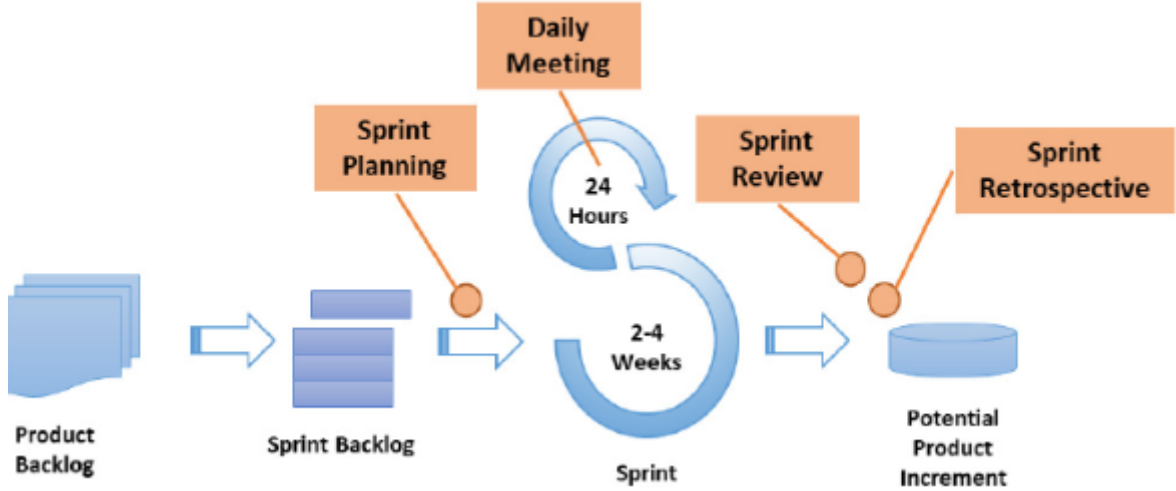 Daily
Meeting
Sprint
Planning
Sprint
Review
Sprint
Retrospective
24
Hours
2-4
Weeks
Product
Backlog
Sprint Backlog
Sprint
Potential
Product
Increment